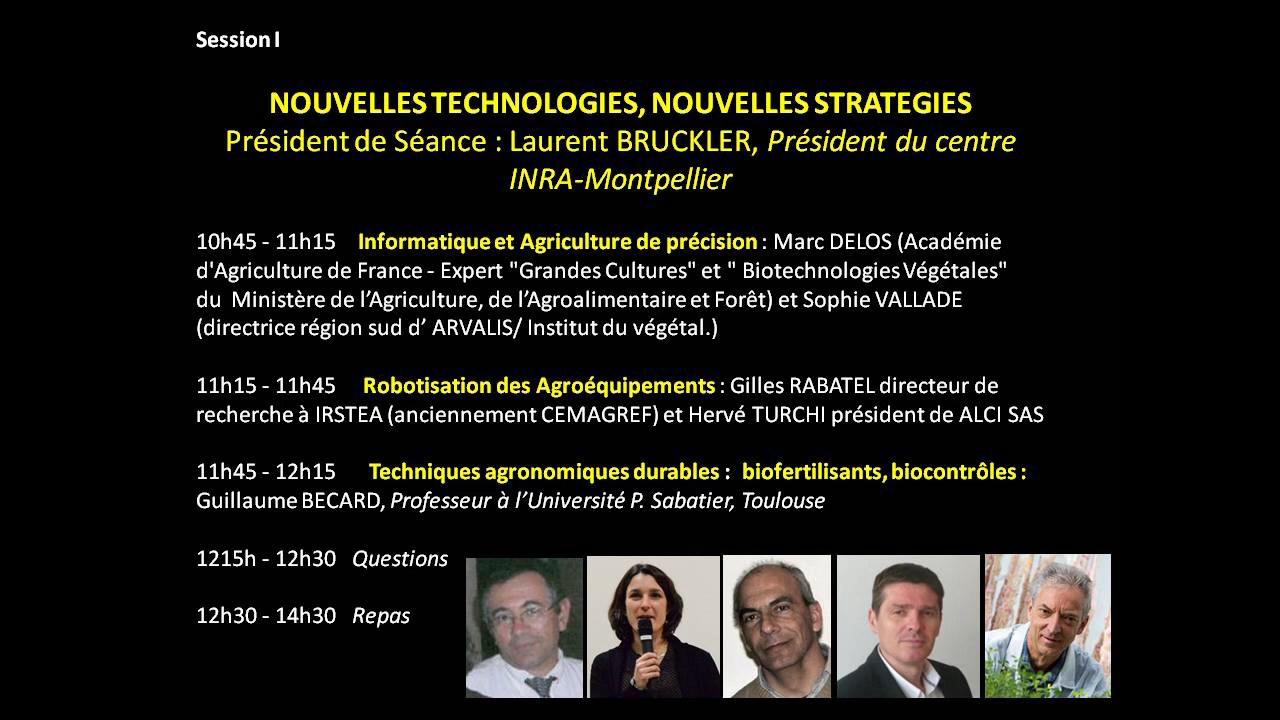 Session I
NOUVELLES TECHNOLOGIES, NOUVELLES STRATEGIES
Président de Séance : Laurent BRUCKLER, Président du centre
INRA-Montpellier
10h45 - 11h15 Informatique et Agriculture de précision : Marc DELOS (Académie
d'Agriculture de France - Expert "Grandes Cultures" et " Biotechnologies Végétales"
du Ministère de l’Agriculture, de l’Agroalimentaire et Forêt) et Sophie VALLADE
(directrice région sud d’ ARVALIS/ Institut du végétal.)
11h15 - 11h45 Robotisation des Agroéquipements : Gilles RABATEL directeur de
recherche à IRSTEA (anciennement CEMAGREF) et Hervé TURCHI président de ALCI SAS
11h45 - 12h15 Techniques agronomiques durables : biofertilisants, biocontrôles :
Guillaume BECARD, Professeur à l’Université P. Sabatier, Toulouse
1215h - 12h30 Questions
12h30 - 14h30 Repas